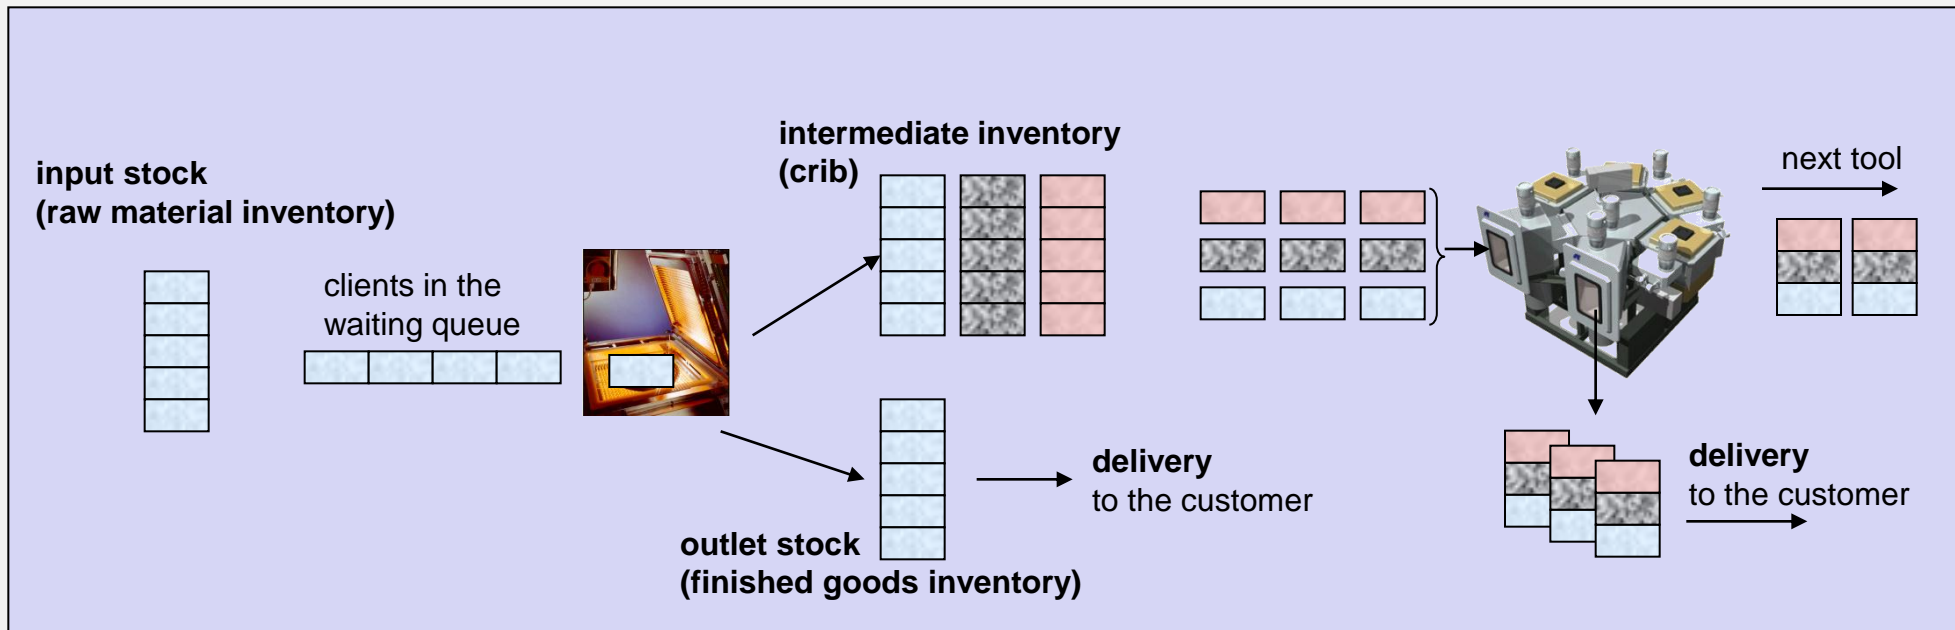 input stock
(raw material inventory)
clients in the
waiting queue
intermediate inventory
(crib)
outlet stock
(finished goods inventory)
delivery
to the customer
next tool
delivery
to the customer